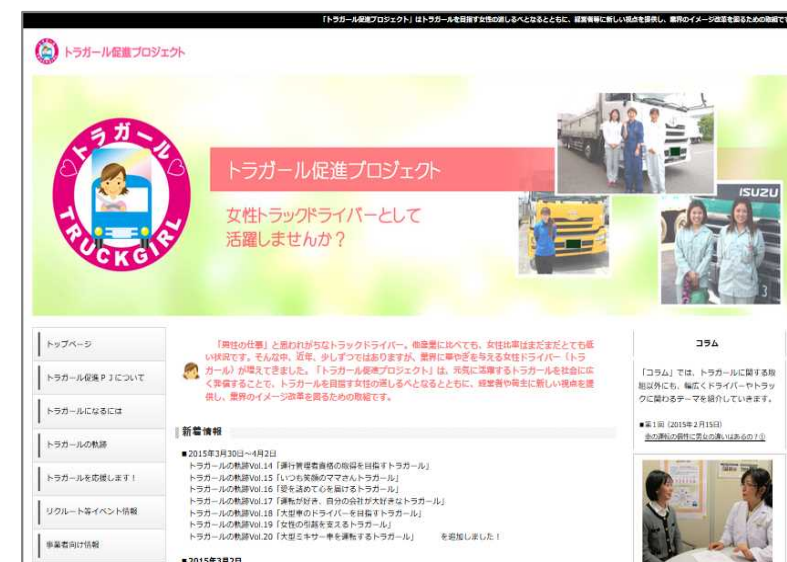 「トラガール促進プロジェクト」はトラガールを目指す女性の道しるべとなるとともに、経営者等に新しい視点を提供し、業界のイメージ改革を図るための取組です
トラガール促進プロジェクト
トラガール
TRUCKGIRL
トラガール促進プロジェクト
女性トラックドライバーとして
活躍しませんか?
ISUZU
トップページ
トラガール促進PJについて
トラガールになるには
トラガールの軌跡
トラガールを応援します!
リクルート等イベント情報
事業者向け情報
「男性の仕事」と思われがちなトラックドライバー。他産業に比べても、女性比率はまだまだとても低
い状況です。そんな中、近年、少しずつではありますが、業界に華やぎを与える女性ドライバー(トラ
ガール)が増えてきました。「トラガール促進プロジェクト」は、元気に活躍するトラガールを社会に広
く発信することで、トラガールを目指す女性の道しるべとなるとともに、経営者や荷主に新しい視点を提
供し、業界のイメージ改革を図るための取組です。
新着情報
■2015年3月30日~4月2日
トラガールの軌跡Vol.14「運行管理者資格の取得を目指すトラガール」
トラガールの軌跡Vol.15「いつも笑顔のママさんトラガール」
トラガールの軌跡Vol.16「愛を詰めて心を届けるトラガール」
トラガールの軌跡Vol.17「運転が好き、自分の会社が大好きなトラガール」
トラガールの軌跡Vol.18「大型車のドライバーを目指すトラガール」
トラガールの軌跡Vol.19「女性の引越を支えるトラガール」
トラガールの軌跡Vol.20「大型ミキサー車を運転するトラガール」 を追加しました!
■2015年3月2日
コラム
「コラム」では、トラガールに関する取
組以外にも、幅広くドライバーやトラッ
クに関わるテーマを紹介していきます。
■第1回(2015年2月15日)
車の運転の個性に男女の違いはあるの?①